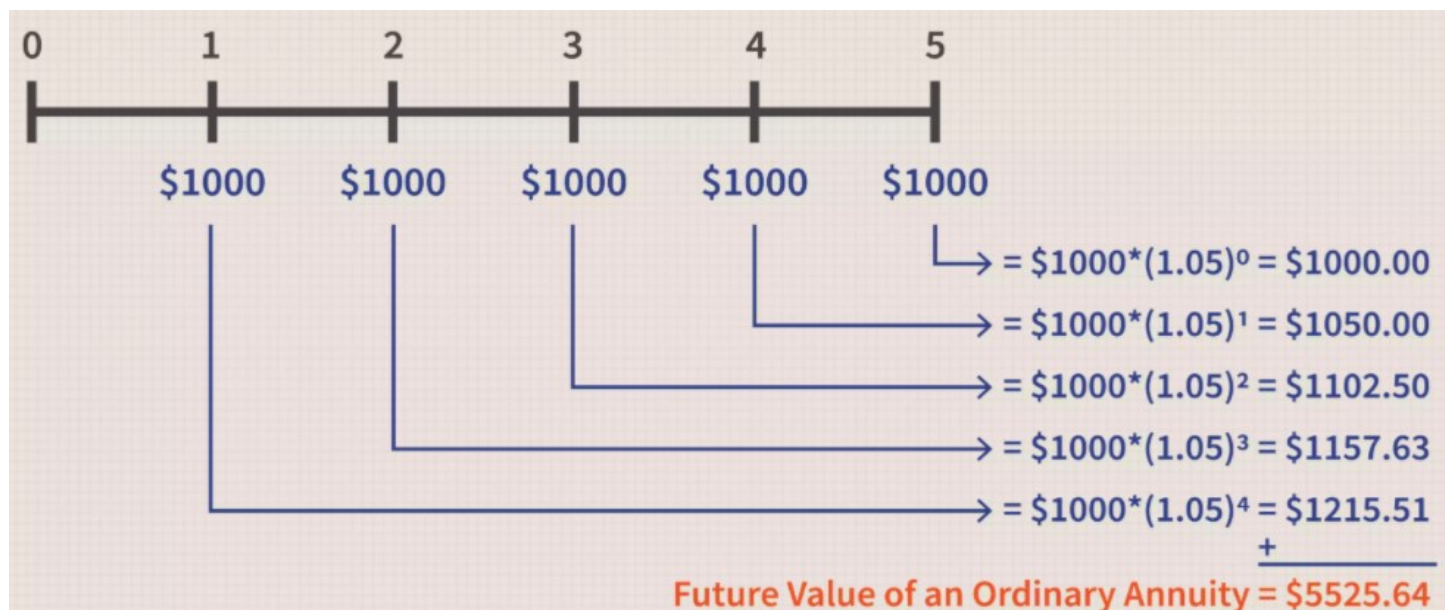 0 1 2 3 4 5
$1000 $1000 $1000 $1000 $1000
= $1000*(1.05)⁰ = $1000.00
= $1000*(1.05)¹ = $1050.00
= $1000*(1.05)² = $1102.50
= $1000*(1.05)³ = $1157.63
= $1000*(1.05)⁴ = $1215.51
+
Future Value of an Ordinary Annuity = $5525.64